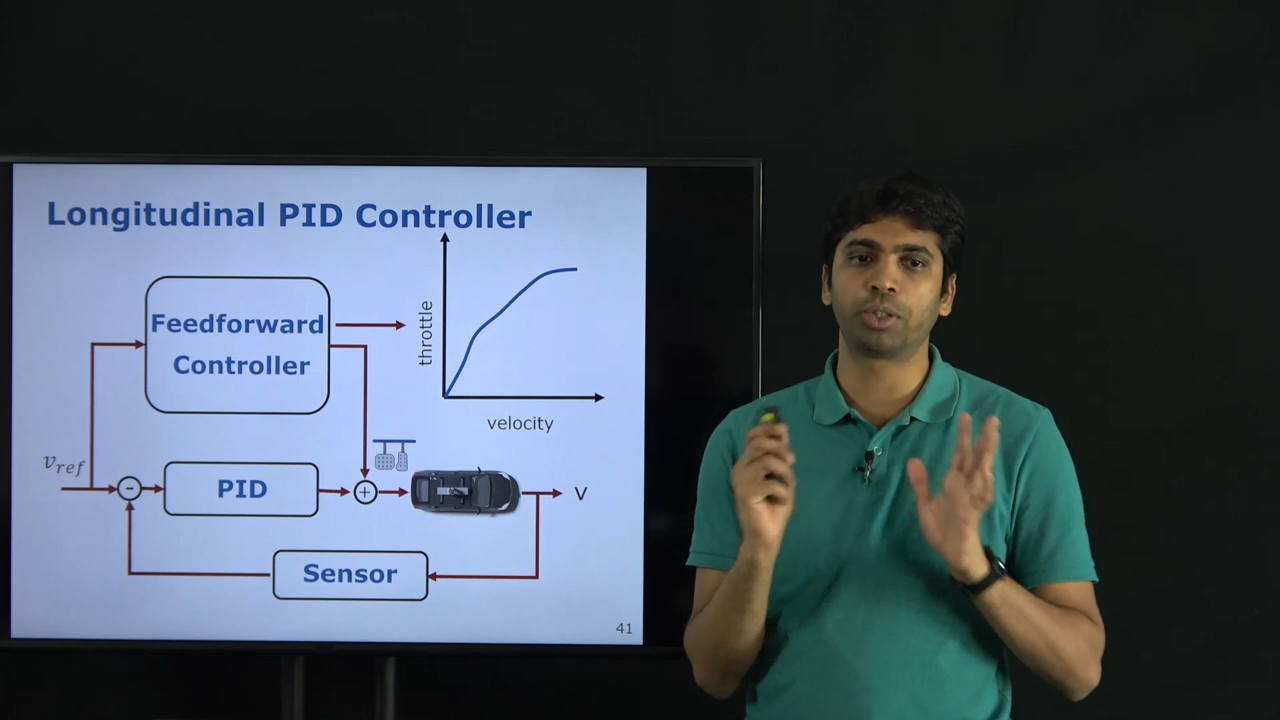 Longitudinal PID Controller
Feedforward
Controller
throttle
velocity
v_ref
-
PID
+
v
Sensor
41